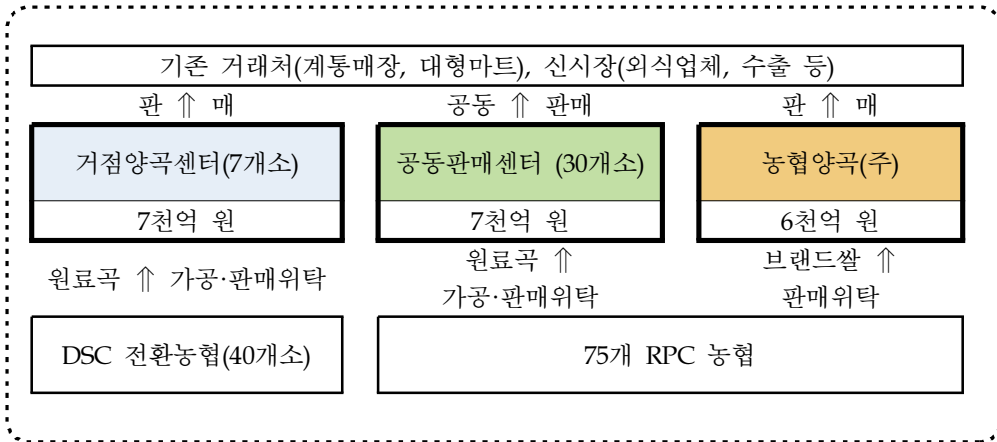 기존 거래처(계통매장, 대형마트), 신시장(외식업체, 수출 등)
판 ⇑ 매
공동 ⇑ 판매
판 ⇑ 매
거점양곡센터(7개소)
공동판매센터 (30개소)
농협양곡(주)
7천억 원
7천억 원
6천억 원
원료곡 ⇑ 가공·판매위탁
원료곡 ⇑
가공·판매위탁
브랜드쌀 ⇑
판매위탁
DSC 전환농협(40개소)
75개 RPC 농협